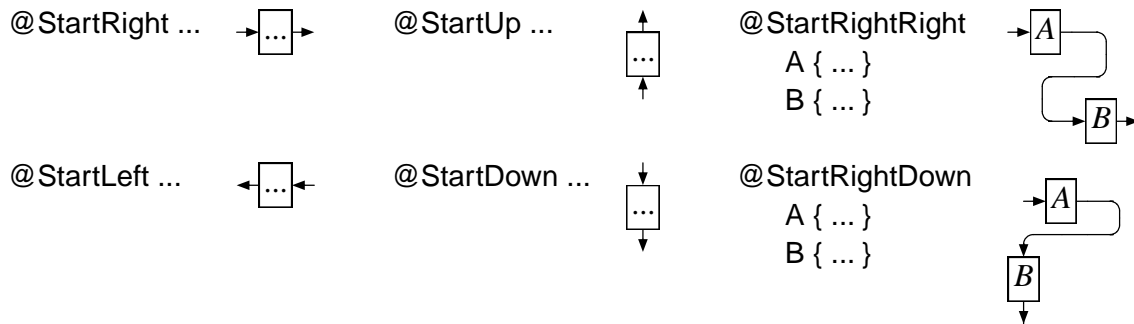 @StartRight ...
...
@StartUp ...
...
@StartRightRight
A { ... }
B { ... }
A
B
@StartLeft ...
...
@StartDown ...
...
@StartRightDown
A { ... }
B { ... }
A
B